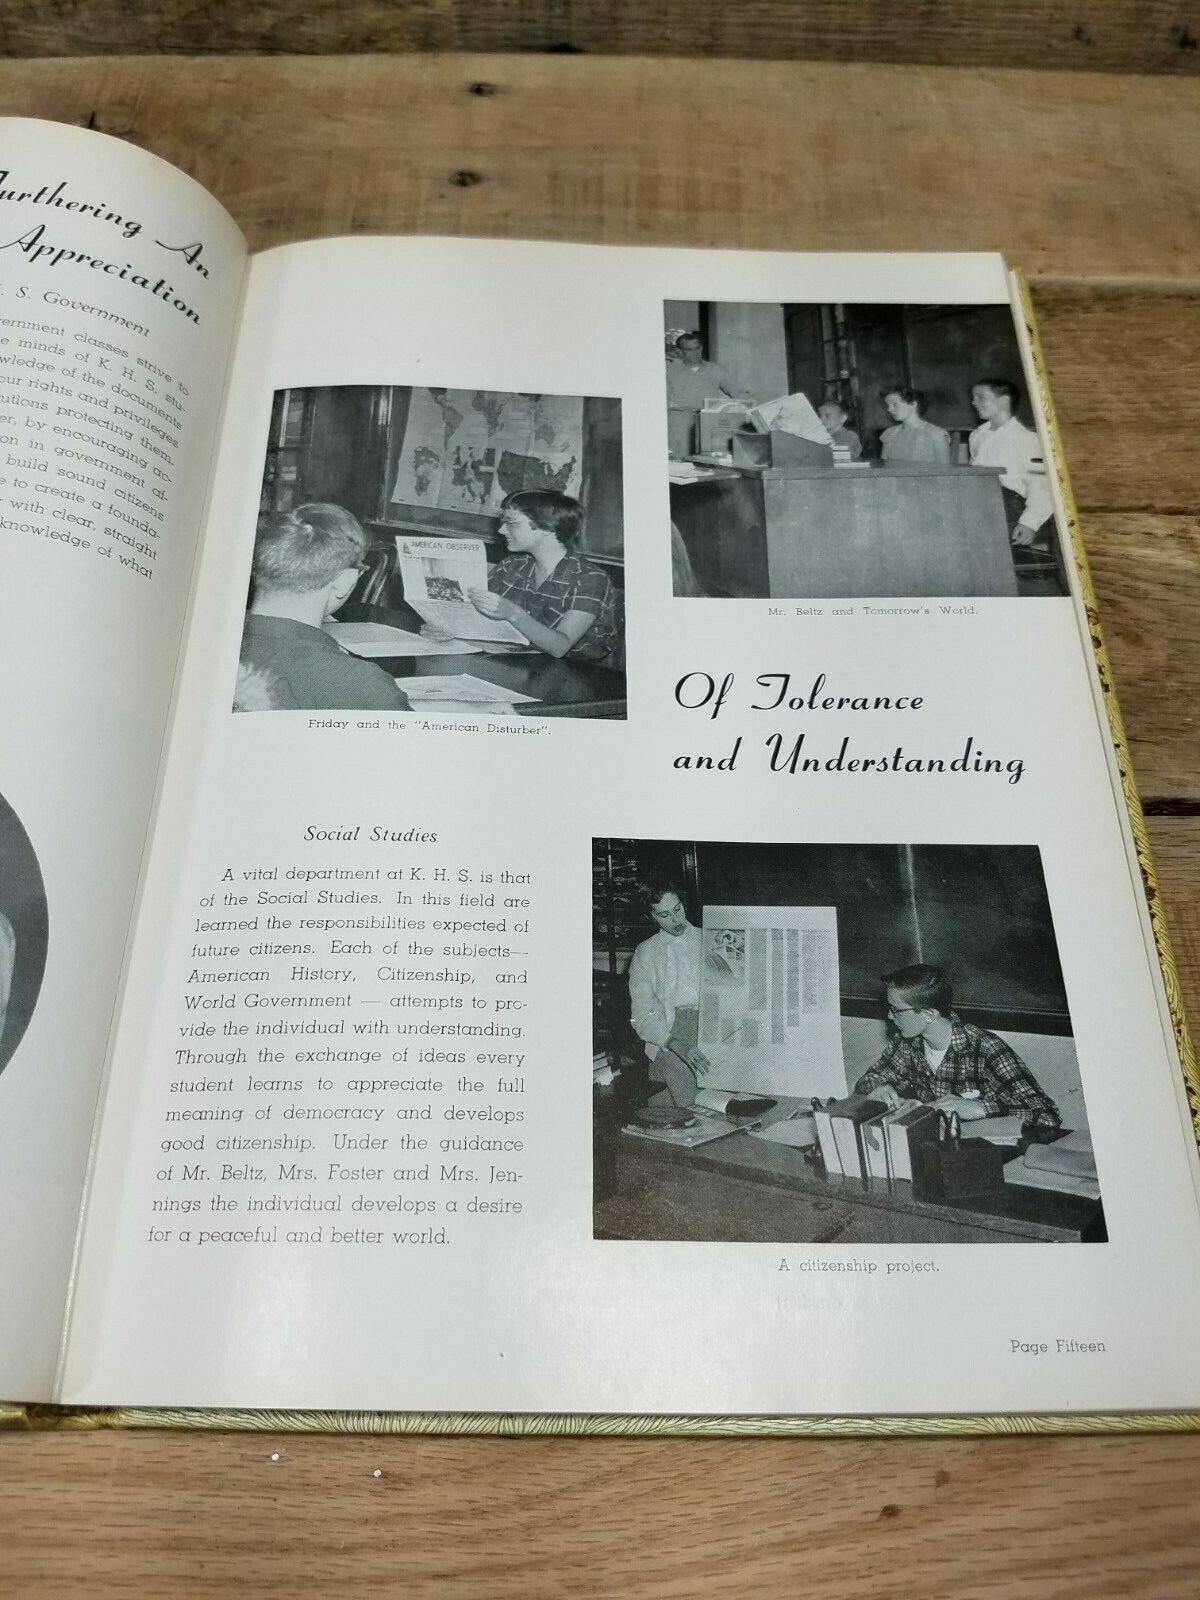 Furthering An
Appreciation
S. Government
classes strive to
minds of K. H. S. stu-
of the documents
our rights and privileges
protecting them.
by encouraging ac-
in government af-
build sound citizens
to create a founda-
with clear, straight
knowledge of what
AMERICAN OBSERVER
Friday and the "American Disturber".
Mr. Beltz and Tomorrow's World.
Of Tolerance
and Understanding
Social Studies
A vital department at K. H. S. is that
of the Social Studies. In this field are
learned the responsibilities expected of
future citizens. Each of the subjects—
American History, Citizenship, and
World Government — attempts to pro-
vide the individual with understanding.
Through the exchange of ideas every
student learns to appreciate the full
meaning of democracy and develops
good citizenship. Under the guidance
of Mr. Beltz, Mrs. Foster and Mrs. Jen-
nings the individual develops a desire
for a peaceful and better world.
A citizenship project.
Page Fifteen